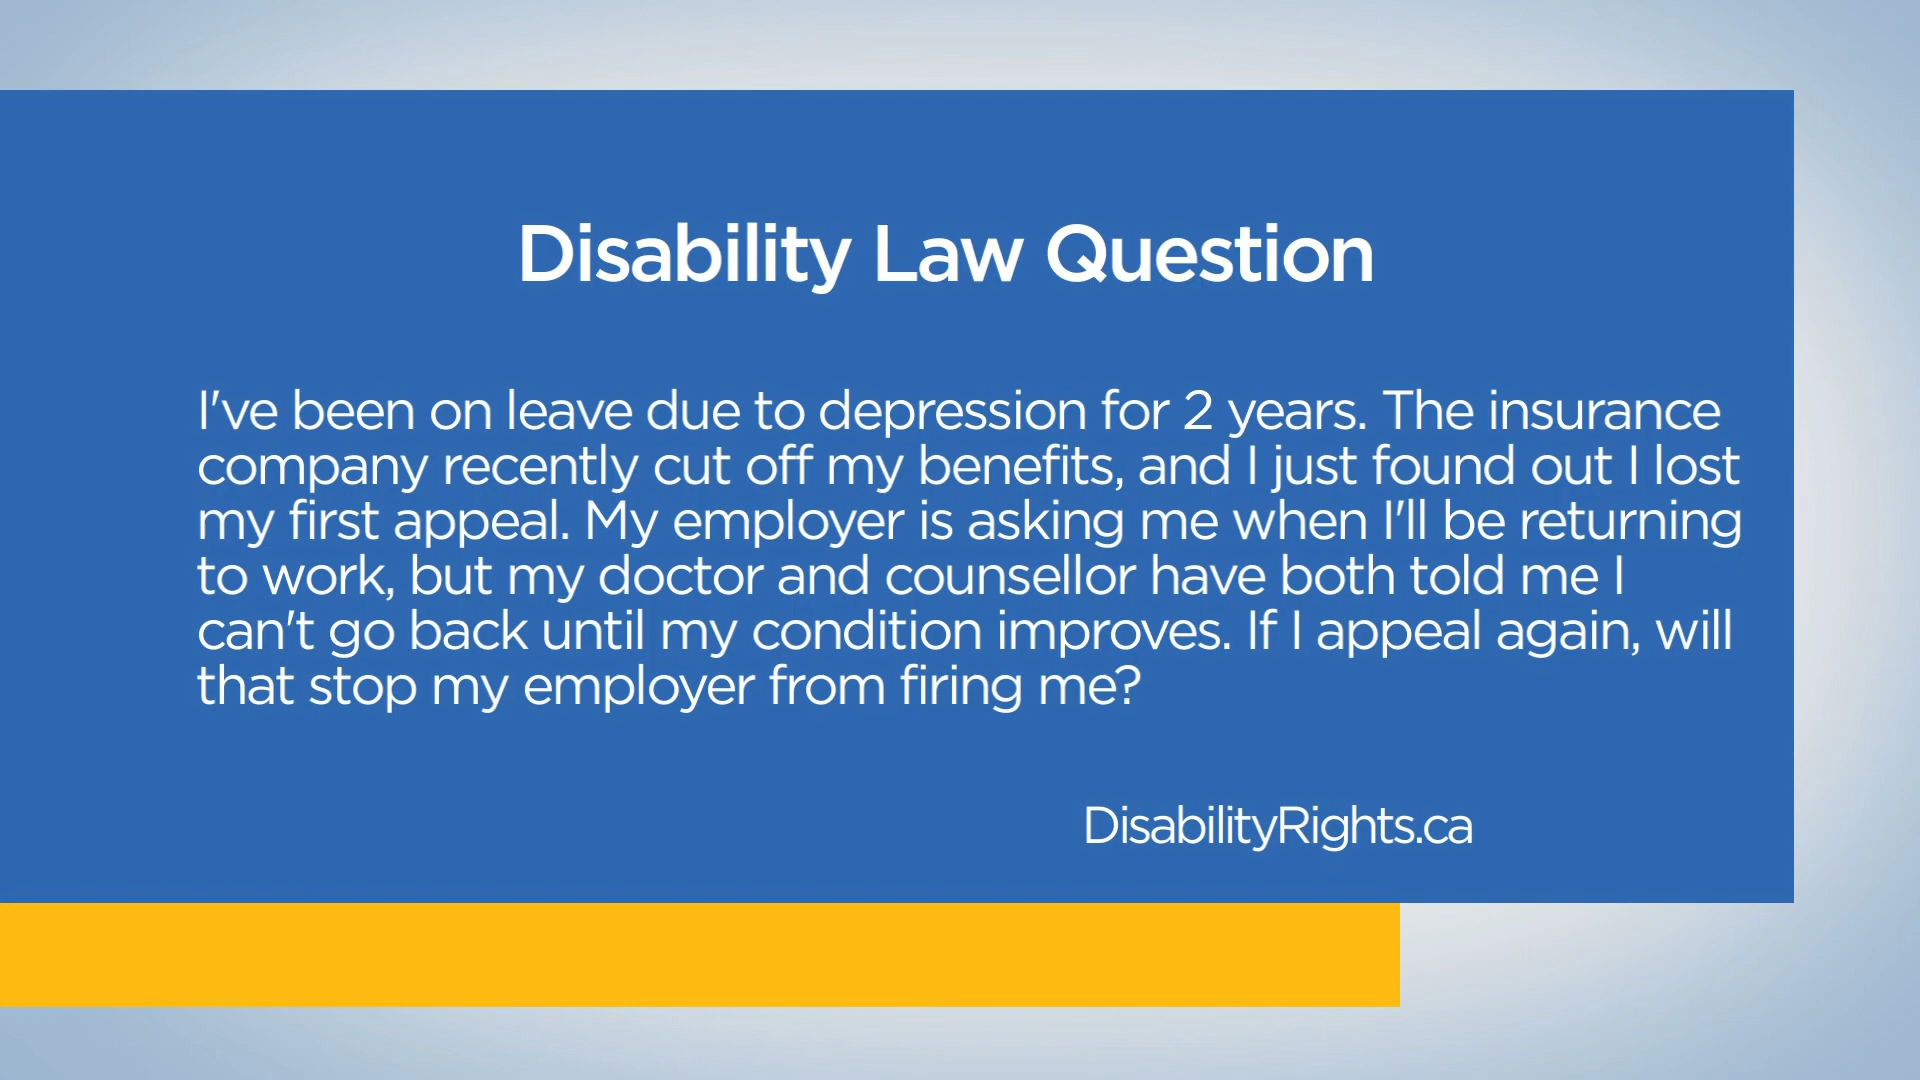 Disability Law Question
I've been on leave due to depression for 2 years. The insurance
company recently cut off my benefits, and I just found out I lost
my first appeal. My employer is asking me when I'll be returning
to work, but my doctor and counsellor have both told me I
can't go back until my condition improves. If I appeal again, will
that stop my employer from firing me?
DisabilityRights.ca